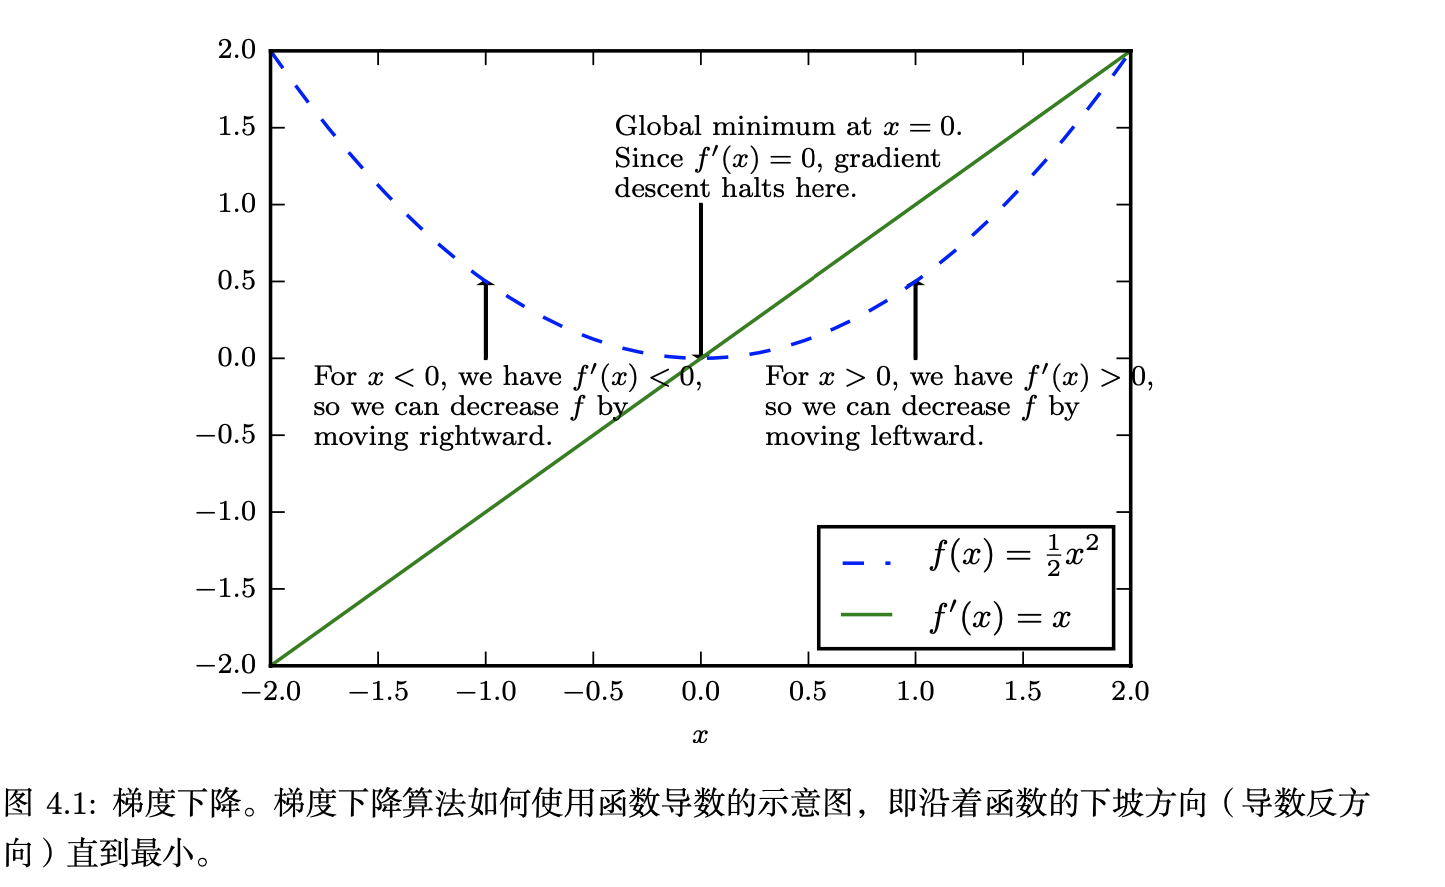 2.0
1.5
1.0
0.5
0.0
−0.5
−1.0
−1.5
−2.0
Global minimum at x = 0.
Since f′(x) = 0, gradient
descent halts here.
For x < 0, we have f′(x) < 0,
so we can decrease f by
moving rightward.
For x > 0, we have f′(x) > 0,
so we can decrease f by
moving leftward.
f(x) = ½x²
f′(x) = x
−2.0 −1.5 −1.0 −0.5 0.0 0.5 1.0 1.5 2.0
x
图 4.1: 梯度下降。梯度下降算法如何使用函数导数的示意图，即沿着函数的下坡方向（导数反方
向）直到最小。